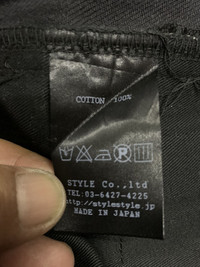 COTTON 100%
P
STYLE Co.,ltd
TEL:03-6427-4225
http://stylestyle.jp
MADE IN JAPAN